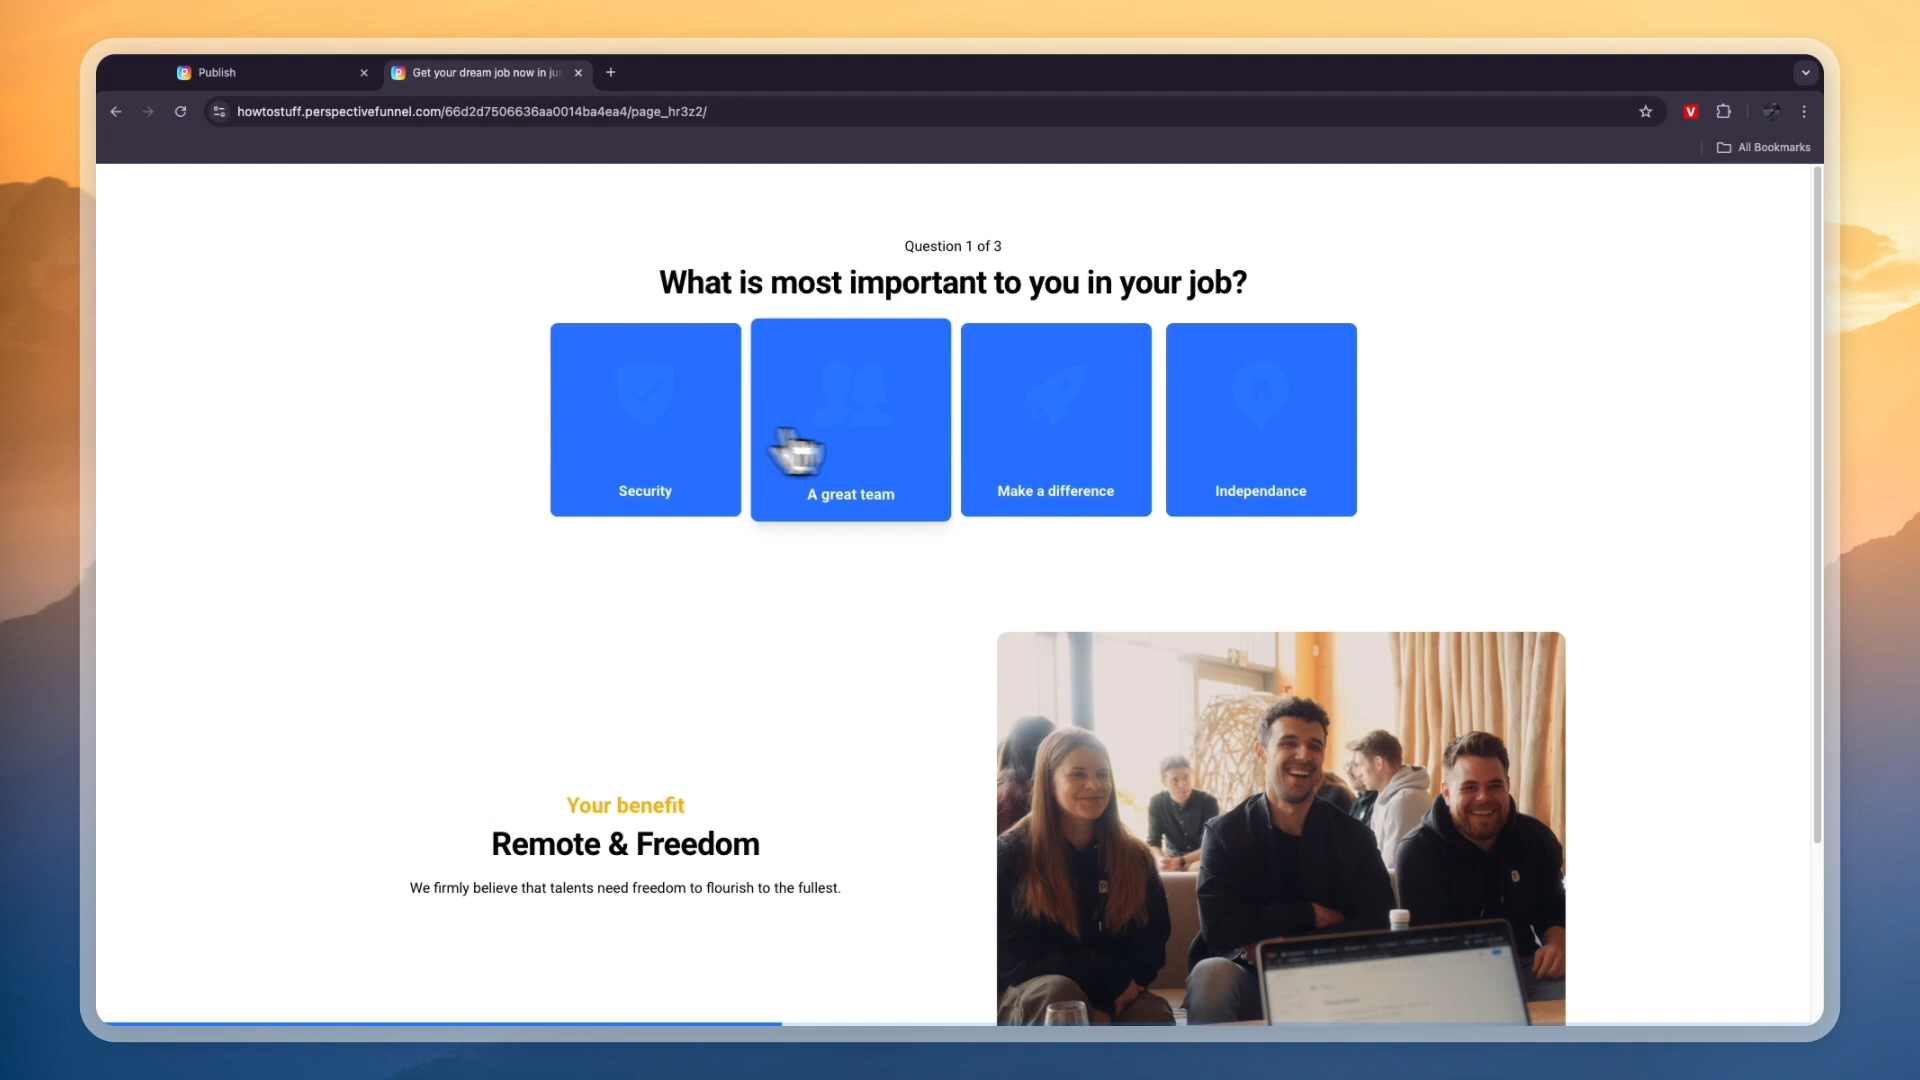 Publish
Get your dream job now in jus
howtostuff.perspectivefunnel.com/66d2d7506636aa0014ba4ea4/page_hr3z2/
All Bookmarks
Question 1 of 3
What is most important to you in your job?
Security
A great team
Make a difference
Independance
Your benefit
Remote & Freedom
We firmly believe that talents need freedom to flourish to the fullest.